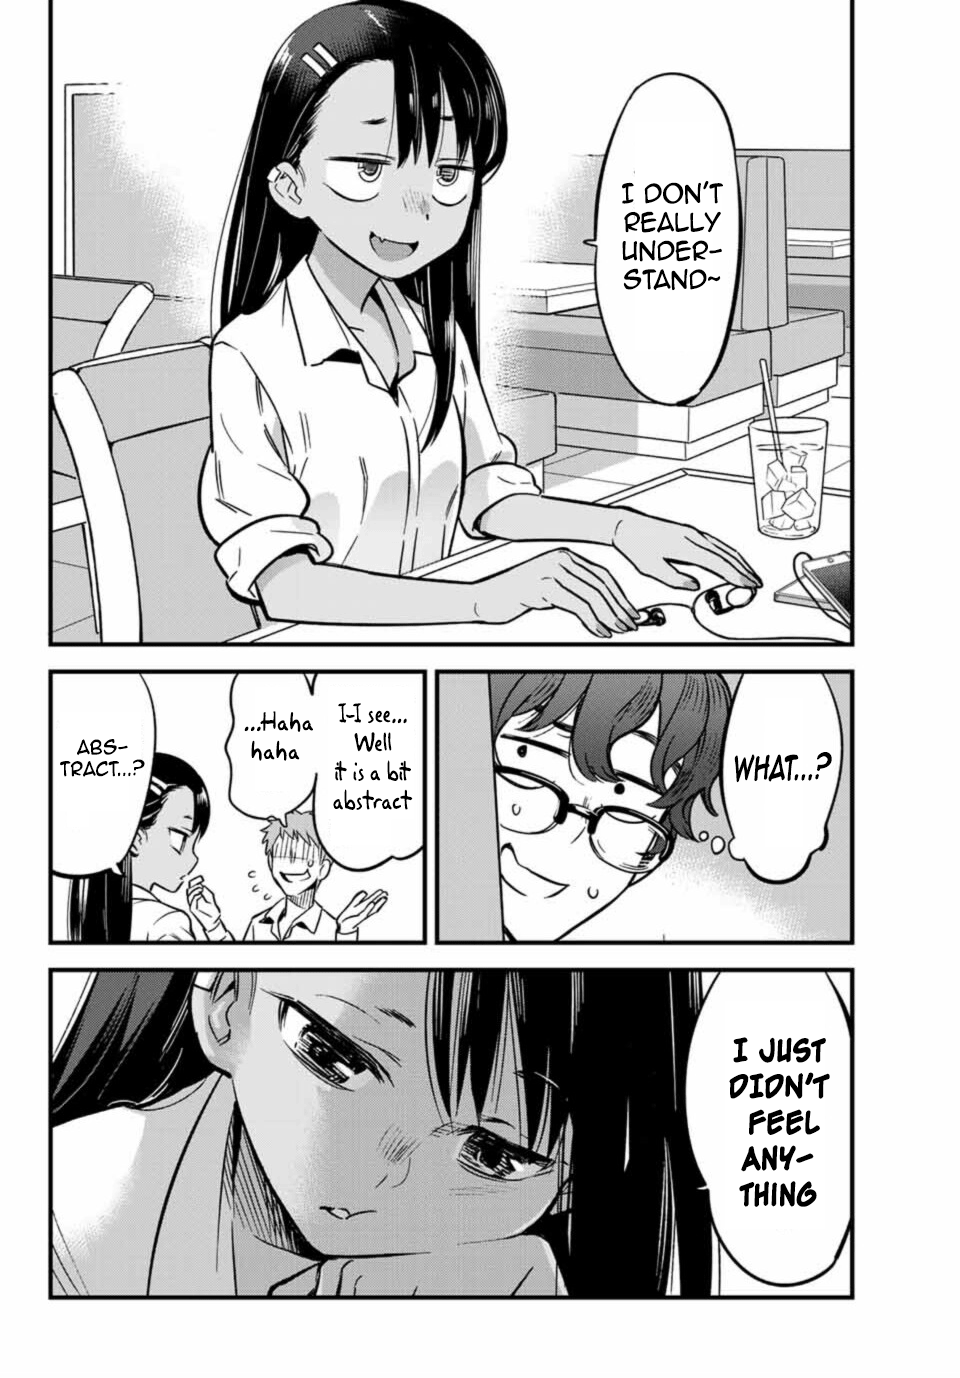 I DON'T
REALLY
UNDER-
STAND~
WHAT...?
I-I see...
Well
it is a bit
abstract
...Haha
haha
ABS-
TRACT...?
I JUST
DIDN'T
FEEL
ANY-
THING